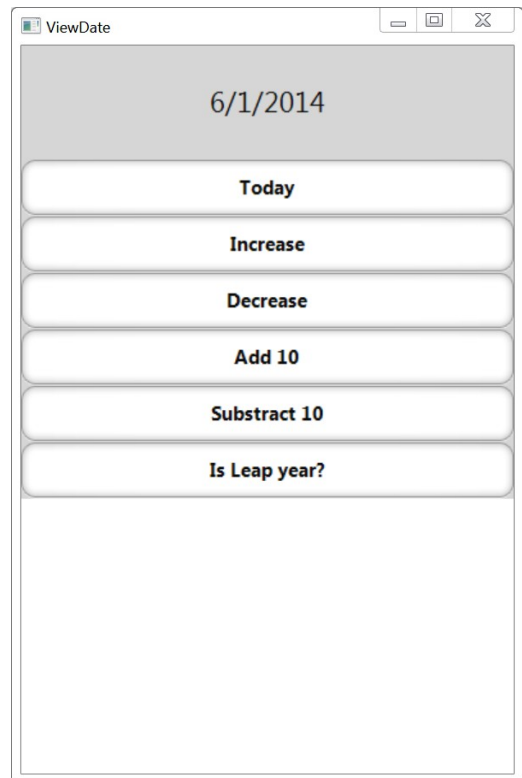 ViewDate
6/1/2014
Today
Increase
Decrease
Add 10
Substract 10
Is Leap year?